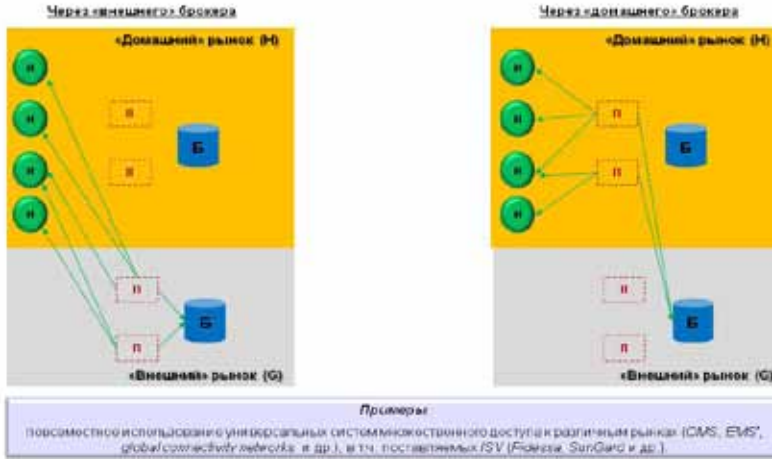 Через «внешнего» брокера
Через «домашнего» брокера
«Домашний» рынок (H)
«Домашний» рынок (H)
И
И
И
И
П
П
Б
П
П
Б
«Внешний» рынок (G)
И
И
И
И
П
П
Б
П
П
Б
«Внешний» рынок (G)
Примеры
повсеместное использование универсальных систем множественного доступа к различным рынкам (OMS, EMS,
global connectivity networks и др.), в т.ч. поставляемых ISV (Fidessa, SunGard и др.).